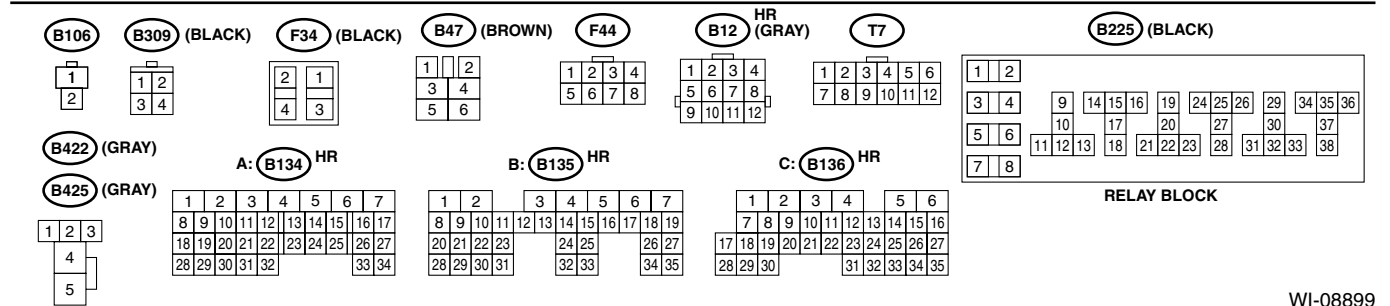 B106
B309 (BLACK)
F34 (BLACK)
B47 (BROWN)
F44
B12 HR (GRAY)
T7
B225 (BLACK)
1
2
1 2
3 4
2 1
4 3
1 2
3 4
5 6
1 2 3 4
5 6 7 8
1 2 3 4
5 6 7 8
9 10 11 12
1 2 3 4 5 6
7 8 9 10 11 12
1 2
3 4 9 14 15 16 19 24 25 26 29 34 35 36
10 17 20 27 30 37
5 6 11 12 13 18 21 22 23 28 31 32 33 38
7 8
RELAY BLOCK
B422 (GRAY)
B425 (GRAY)
1 2 3
4
5
A: B134 HR
1 2 3 4 5 6 7
8 9 10 11 12 13 14 15 16 17
18 19 20 21 22 23 24 25 26 27
28 29 30 31 32 33 34
B: B135 HR
1 2 3 4 5 6 7
8 9 10 11 12 13 14 15 16 17 18 19
20 21 22 23 24 25 26 27
28 29 30 31 32 33 34 35
C: B136 HR
1 2 3 4 5 6
7 8 9 10 11 12 13 14 15 16
17 18 19 20 21 22 23 24 25 26 27
28 29 30 31 32 33 34 35
WI-08899